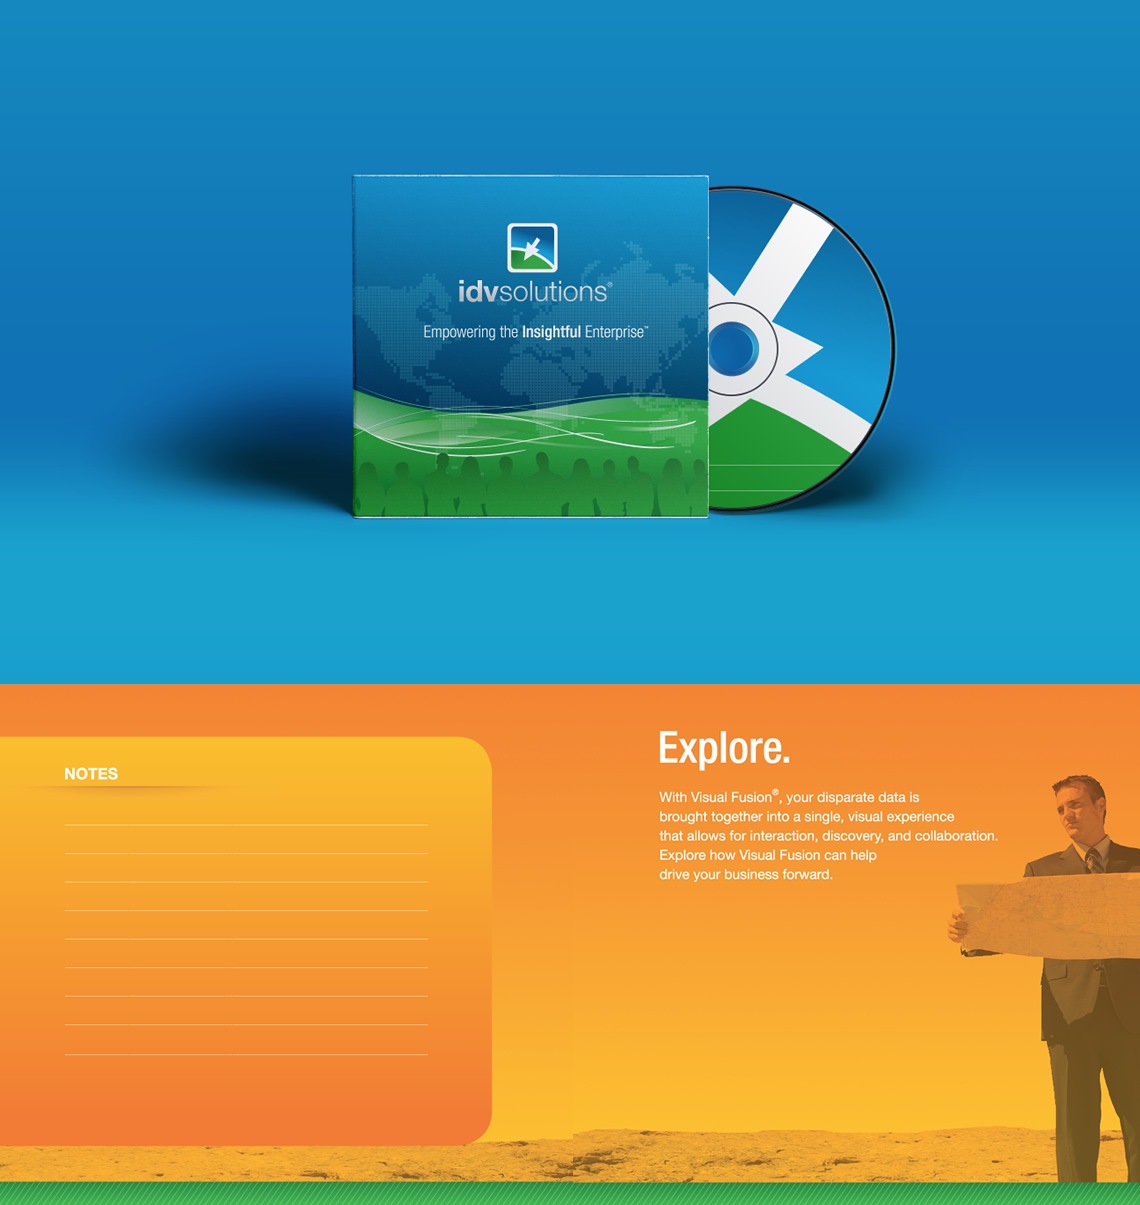 idvsolutions®
Empowering the Insightful Enterprise™
NOTES
Explore.
With Visual Fusion®, your disparate data is
brought together into a single, visual experience
that allows for interaction, discovery, and collaboration.
Explore how Visual Fusion can help
drive your business forward.